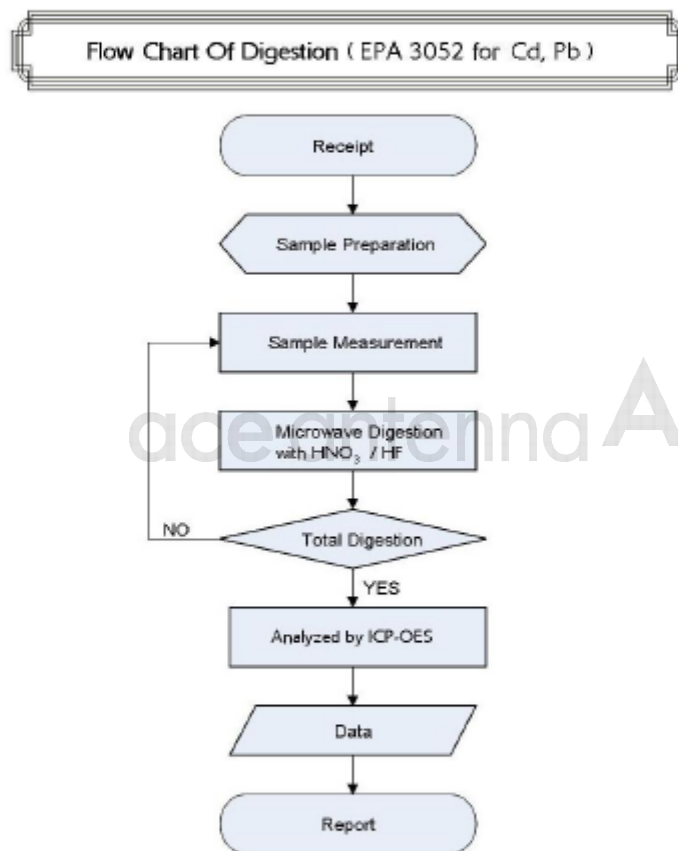 Flow Chart Of Digestion ( EPA 3052 for Cd, Pb )
Receipt
Sample Preparation
Sample Measurement
Microwave Digestion
with HNO₃ / HF
ace antenna A
Total Digestion
NO
YES
Analyzed by ICP-OES
Data
Report